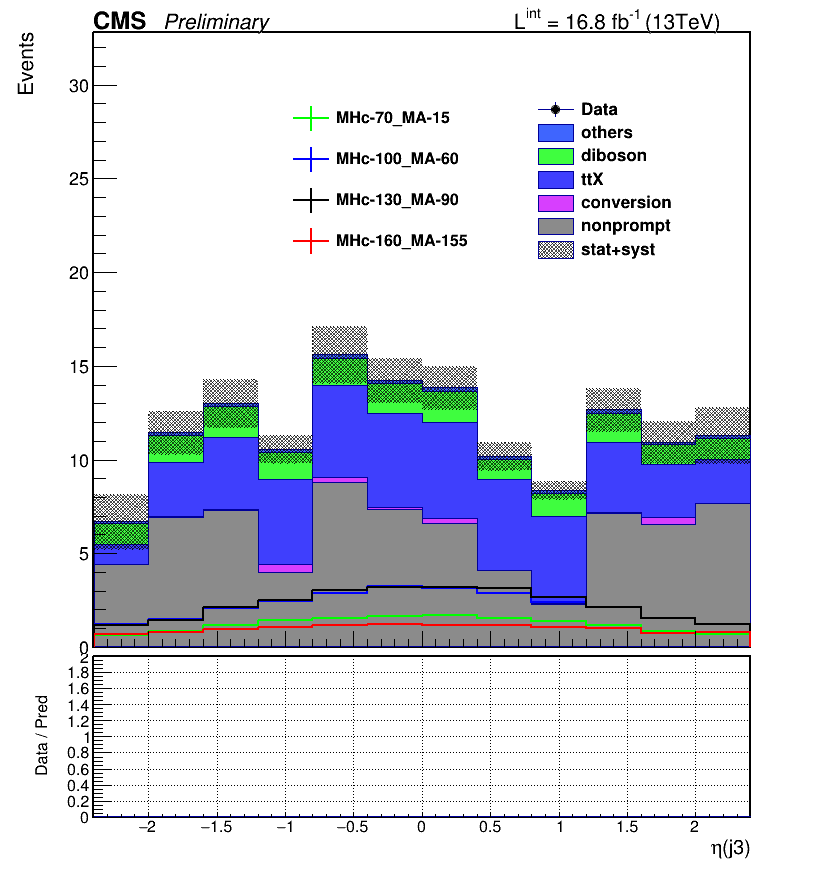 CMS Preliminary L^int = 16.8 fb^-1 (13TeV)
Events
30
25
20
15
10
5
0
MHc-70_MA-15
MHc-100_MA-60
MHc-130_MA-90
MHc-160_MA-155
Data
others
diboson
ttX
conversion
nonprompt
stat+syst
Data / Pred
2
1.8
1.6
1.4
1.2
1
0.8
0.6
0.4
0.2
0
−2 −1.5 −1 −0.5 0 0.5 1 1.5 2
η(j3)